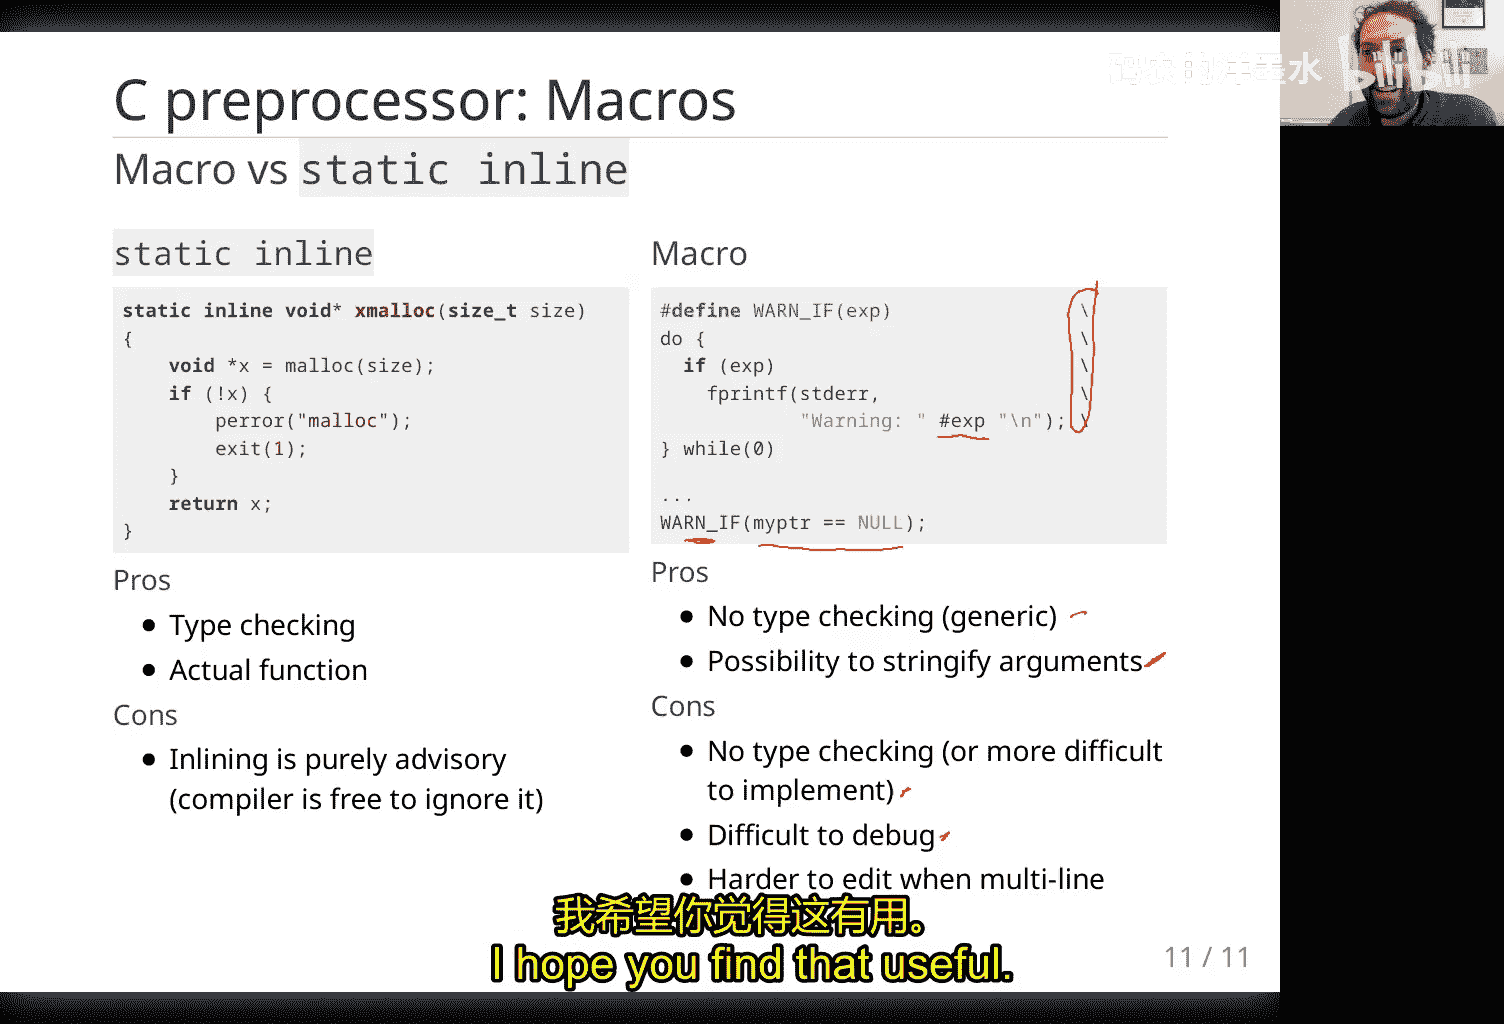 C preprocessor: Macros
Macro vs static inline
static inline
static inline void* xmalloc(size_t size)
{
    void *x = malloc(size);
    if (!x) {
        perror("malloc");
        exit(1);
    }
    return x;
}
Pros
● Type checking
● Actual function
Cons
● Inlining is purely advisory
(compiler is free to ignore it)
Macro
#define WARN_IF(exp) \
do { \
  if (exp) \
    fprintf(stderr, \
            "Warning: " #exp "\n"); \
} while(0)
...
WARN_IF(myptr == NULL);
Pros
● No type checking (generic)
● Possibility to stringify arguments
Cons
● No type checking (or more difficult
to implement)
● Difficult to debug
● Harder to edit when multi-line
我希望你觉得这有用。
I hope you find that useful.
11 / 11
bilibili